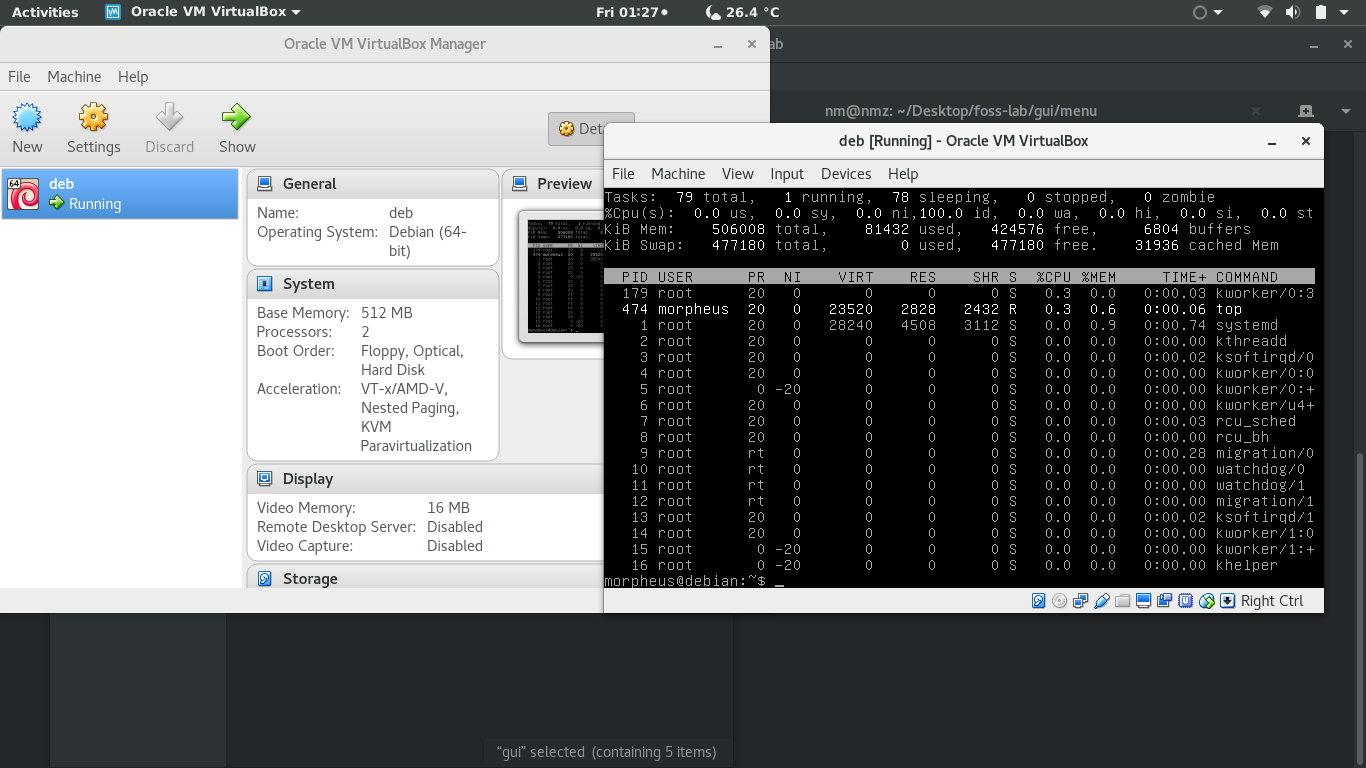 Activities Oracle VM VirtualBox Fri 01:27 26.4 °C
Oracle VM VirtualBox Manager
File Machine Help
New Settings Discard Show
deb
Running
64
General
Name: deb
Operating System: Debian (64-
bit)
System
Base Memory: 512 MB
Processors: 2
Boot Order: Floppy, Optical,
Hard Disk
Acceleration: VT-x/AMD-V,
Nested Paging,
KVM
Paravirtualization
Display
Video Memory: 16 MB
Remote Desktop Server: Disabled
Video Capture: Disabled
Storage
Preview
nm@nmz: ~/Desktop/foss-lab/gui/menu
deb [Running] - Oracle VM VirtualBox
File Machine View Input Devices Help
Tasks: 79 total, 1 running, 78 sleeping, 0 stopped, 0 zombie
%Cpu(s): 0.0 us, 0.0 sy, 0.0 ni,100.0 id, 0.0 wa, 0.0 hi, 0.0 si, 0.0 st
KiB Mem: 506008 total, 81432 used, 424576 free, 6804 buffers
KiB Swap: 477180 total, 0 used, 477180 free. 31936 cached Mem
PID USER PR NI VIRT RES SHR S %CPU %MEM TIME+ COMMAND
179 root 20 0 0 0 0 S 0.3 0.0 0:00.03 kworker/0:3
474 morpheus 20 0 23520 2828 2432 R 0.3 0.6 0:00.06 top
1 root 20 0 28240 4508 3112 S 0.0 0.9 0:00.74 systemd
2 root 20 0 0 0 0 S 0.0 0.0 0:00.00 kthreadd
3 root 20 0 0 0 0 S 0.0 0.0 0:00.02 ksoftirqd/0
4 root 20 0 0 0 0 S 0.0 0.0 0:00.00 kworker/0:0
5 root 0 -20 0 0 0 S 0.0 0.0 0:00.00 kworker/0:+
6 root 20 0 0 0 0 S 0.0 0.0 0:00.00 kworker/u4+
7 root 20 0 0 0 0 S 0.0 0.0 0:00.03 rcu_sched
8 root 20 0 0 0 0 S 0.0 0.0 0:00.00 rcu_bh
9 root rt 0 0 0 0 S 0.0 0.0 0:00.28 migration/0
10 root rt 0 0 0 0 S 0.0 0.0 0:00.00 watchdog/0
11 root rt 0 0 0 0 S 0.0 0.0 0:00.00 watchdog/1
12 root rt 0 0 0 0 S 0.0 0.0 0:00.00 migration/1
13 root 20 0 0 0 0 S 0.0 0.0 0:00.02 ksoftirqd/1
14 root 20 0 0 0 0 S 0.0 0.0 0:00.00 kworker/1:0
15 root 0 -20 0 0 0 S 0.0 0.0 0:00.00 kworker/1:+
16 root 0 -20 0 0 0 S 0.0 0.0 0:00.00 khelper
morpheus@debian:~$ _
Right Ctrl
“gui” selected (containing 5 items)